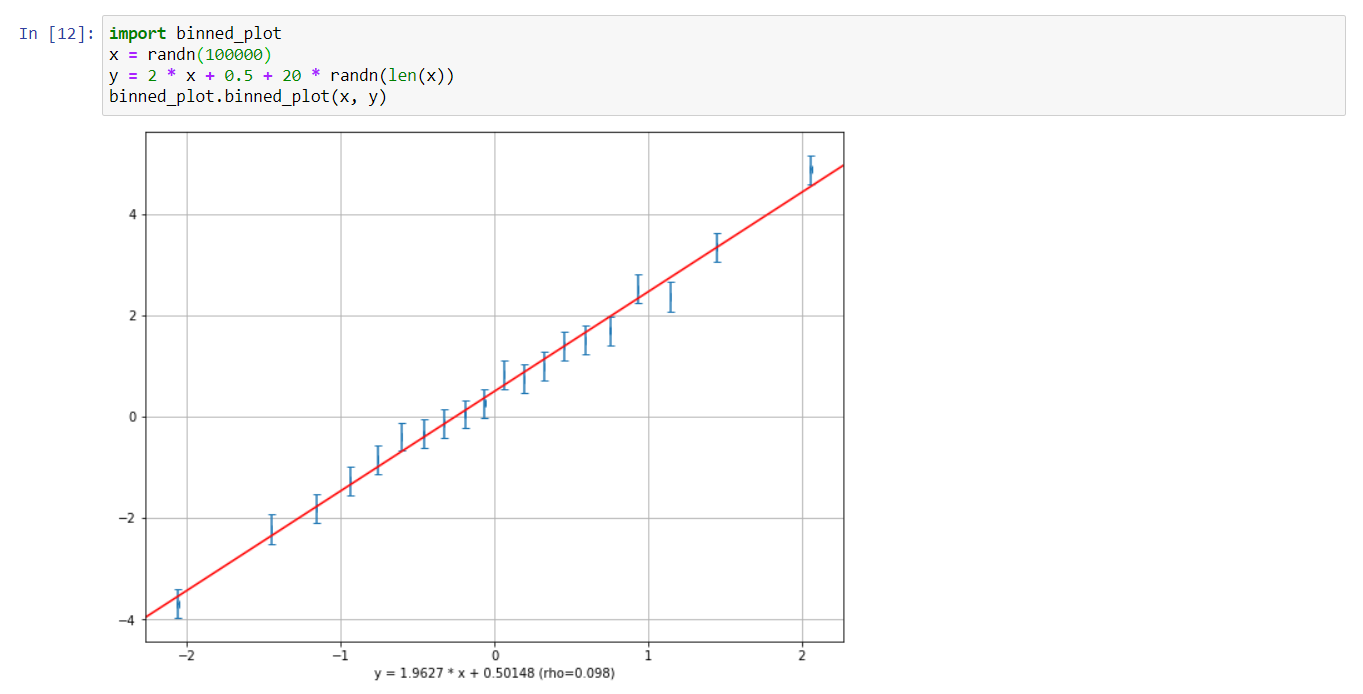 In [12]: import binned_plot
x = randn(100000)
y = 2 * x + 0.5 + 20 * randn(len(x))
binned_plot.binned_plot(x, y)
4
2
0
−2
−4
−2 −1 0 1 2
y = 1.9627 * x + 0.50148 (rho=0.098)